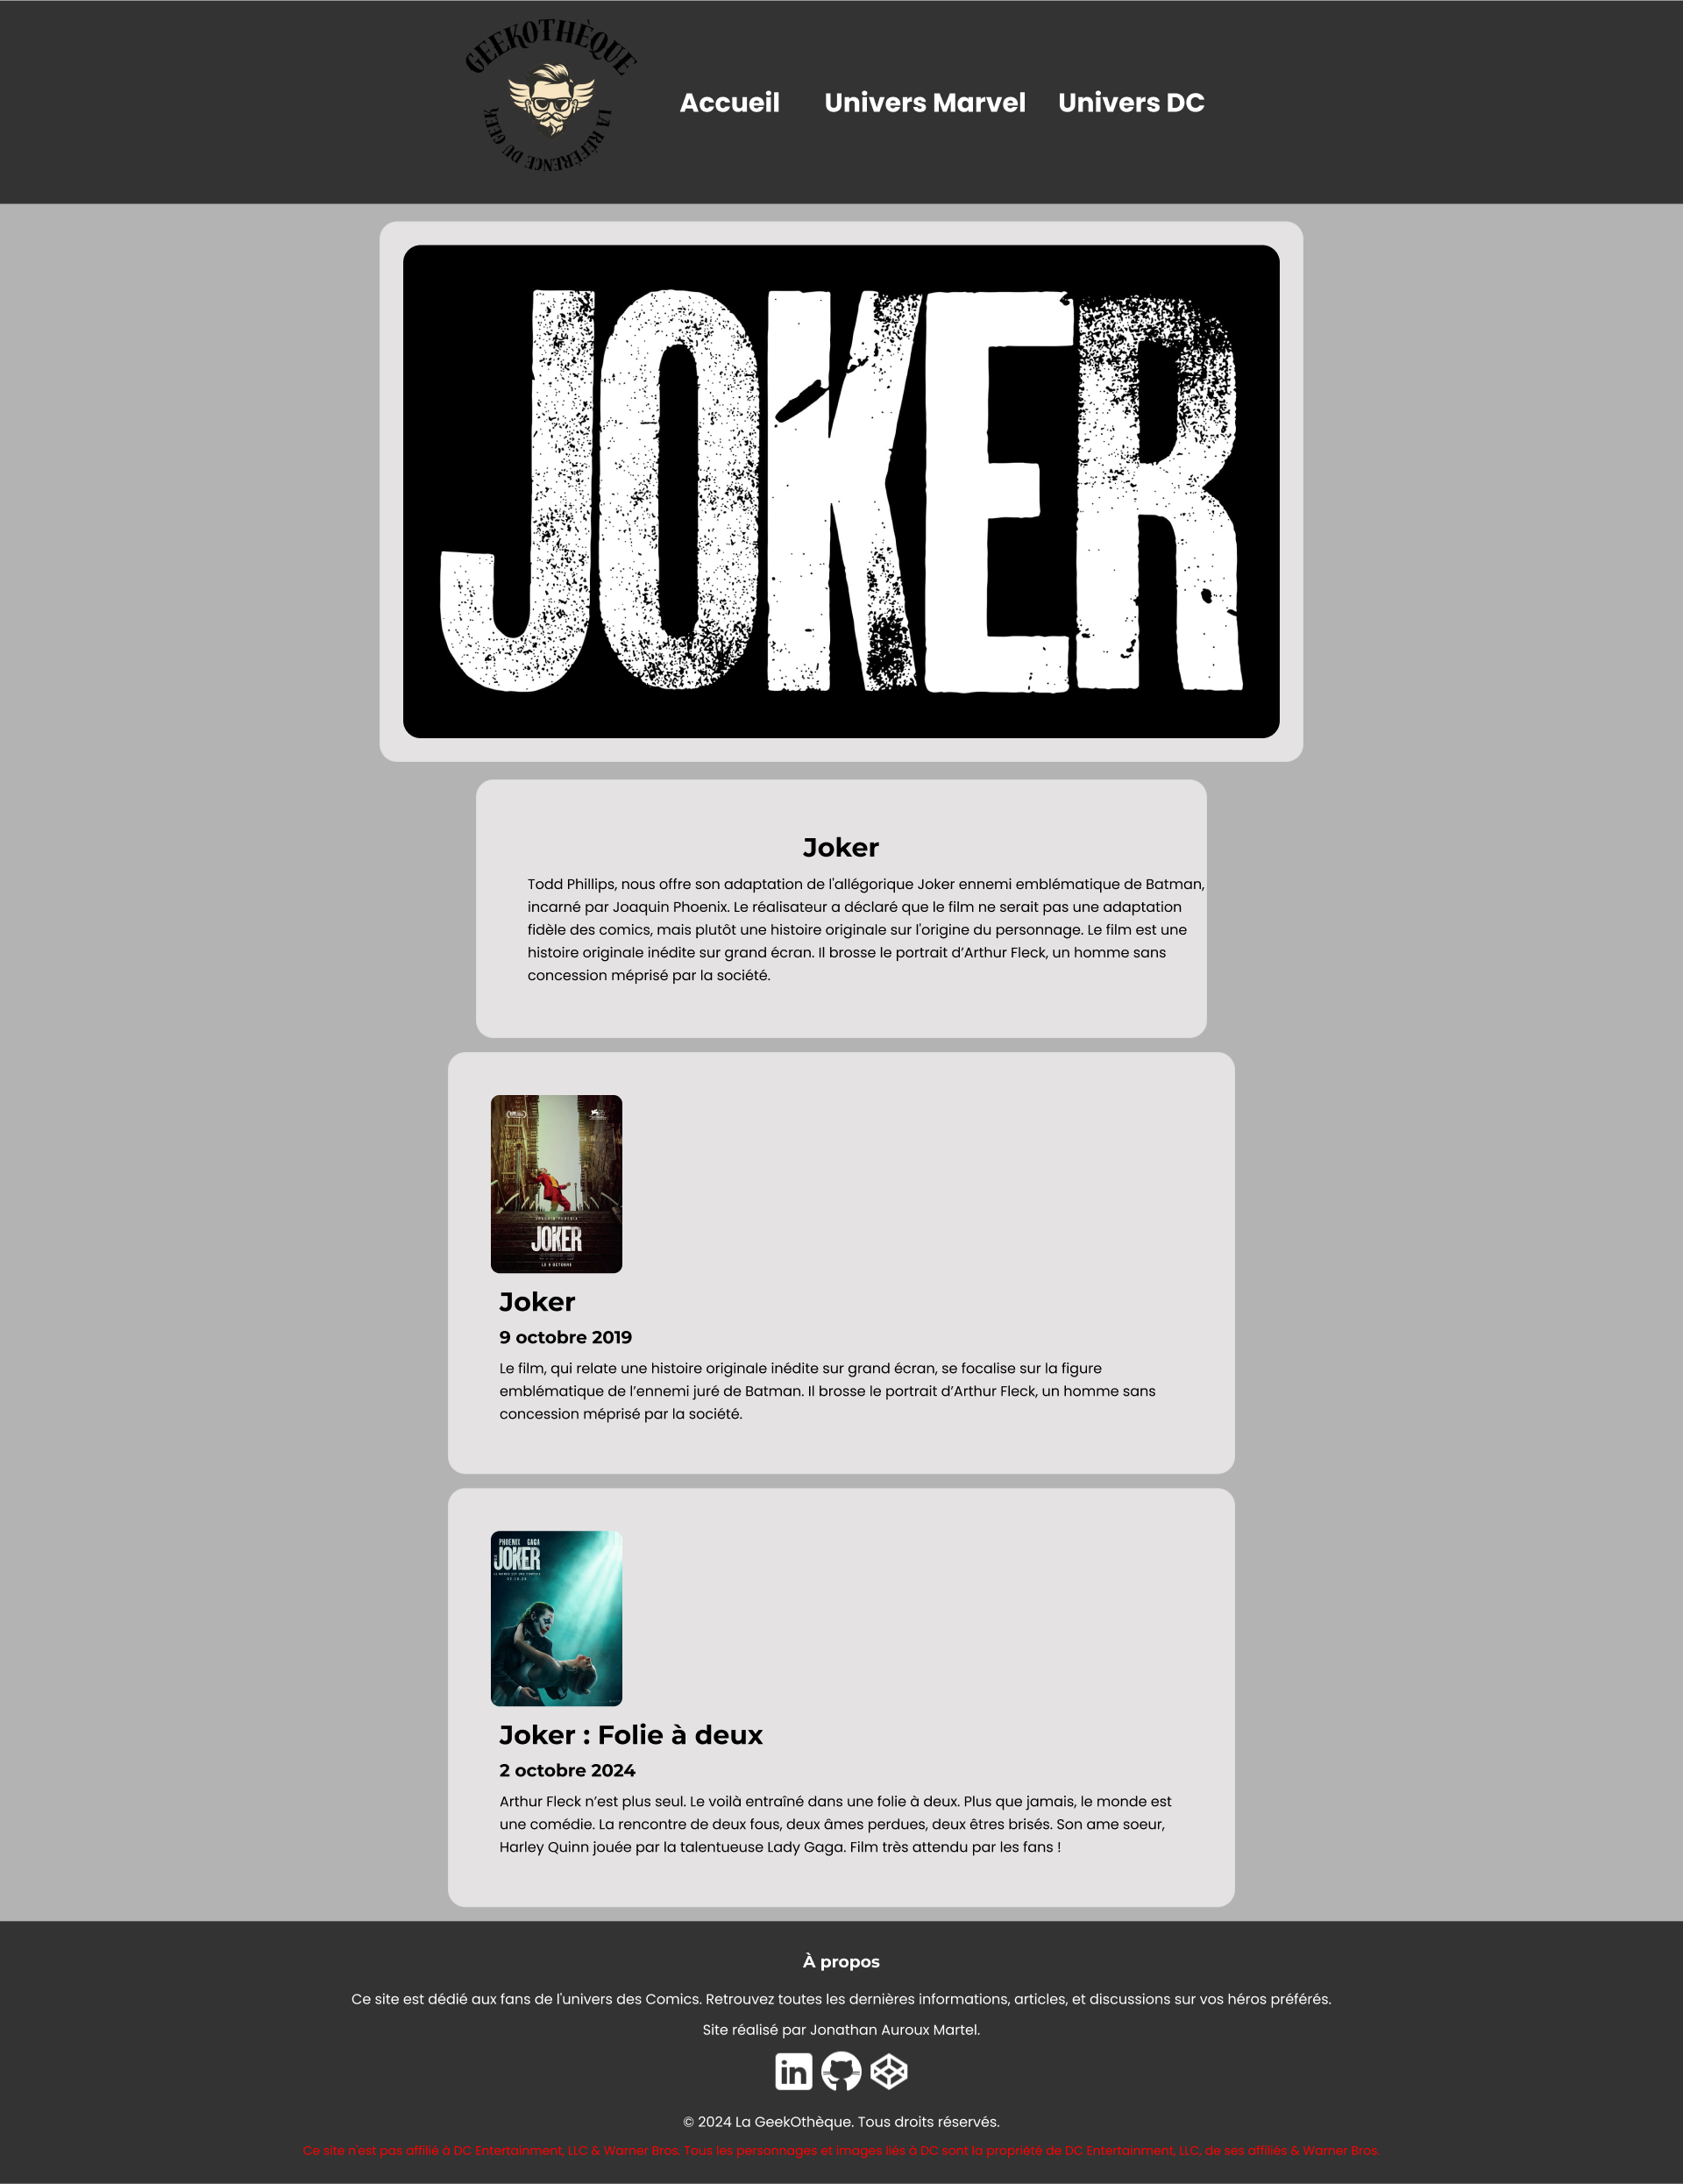 GEEKOTHÈQUE
LA RÉFÉRENCE DU GEEK
Accueil
Univers Marvel
Univers DC
JOKER
Joker
Todd Phillips, nous offre son adaptation de l'allégorique Joker ennemi emblématique de Batman,
incarné par Joaquin Phoenix. Le réalisateur a déclaré que le film ne serait pas une adaptation
fidèle des comics, mais plutôt une histoire originale sur l'origine du personnage. Le film est une
histoire originale inédite sur grand écran. Il brosse le portrait d’Arthur Fleck, un homme sans
concession méprisé par la société.
JOAQUIN PHOENIX
JOKER
LE 9 OCTOBRE
Joker
9 octobre 2019
Le film, qui relate une histoire originale inédite sur grand écran, se focalise sur la figure
emblématique de l’ennemi juré de Batman. Il brosse le portrait d’Arthur Fleck, un homme sans
concession méprisé par la société.
PHOENIX GAGA
JOKER
Joker : Folie à deux
2 octobre 2024
Arthur Fleck n’est plus seul. Le voilà entraîné dans une folie à deux. Plus que jamais, le monde est
une comédie. La rencontre de deux fous, deux âmes perdues, deux êtres brisés. Son ame soeur,
Harley Quinn jouée par la talentueuse Lady Gaga. Film très attendu par les fans !
À propos
Ce site est dédié aux fans de l'univers des Comics. Retrouvez toutes les dernières informations, articles, et discussions sur vos héros préférés.
Site réalisé par Jonathan Auroux Martel.
in
© 2024 La GeekOthèque. Tous droits réservés.
Ce site n'est pas affilié à DC Entertainment, LLC & Warner Bros. Tous les personnages et images liés à DC sont la propriété de DC Entertainment, LLC, de ses affiliés & Warner Bros.